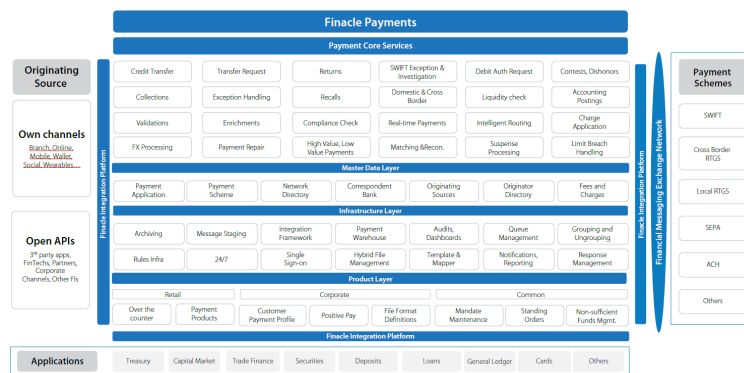 Finacle Payments
Payment Core Services
Originating
Source
Own channels
Branch, Online,
Mobile, Wallet,
Social, Wearables....
Open APIs
3rd party apps,
FinTechs, Partners,
Corporate
Channels, Other FIs
Finacle Integration Platform
Credit Transfer
Transfer Request
Returns
SWIFT Exception &
Investigation
Debit Auth Request
Contests, Dishonors
Collections
Exception Handling
Recalls
Domestic & Cross
Border
Liquidity check
Accounting
Postings
Validations
Enrichments
Compliance Check
Real-time Payments
Intelligent Routing
Charge
Application
FX Processing
Payment Repair
High Value, Low
Value Payments
Matching &Recon.
Suspense
Processing
Limit Breach
Handling
Master Data Layer
Payment
Application
Payment
Scheme
Network
Directory
Correspondent
Bank
Originating
Sources
Originator
Directory
Fees and
Charges
Infrastructure Layer
Archiving
Message Staging
Integration
Framework
Payment
Warehouse
Audits,
Dashboards
Queue
Management
Grouping and
Ungrouping
Rules Infra
24/7
Single
Sign-on
Hybrid File
Management
Template &
Mapper
Notifications,
Reporting
Response
Management
Product Layer
Retail
Corporate
Common
Over the
counter
Payment
Products
Customer
Payment Profile
Positive Pay
File Format
Definitions
Mandate
Maintenance
Standing
Orders
Non-sufficient
Funds Mgmt.
Finacle Integration Platform
Finacle Integration Platform
Financial Messaging Exchange Network
Payment
Schemes
SWIFT
Cross Border
RTGS
Local RTGS
SEPA
ACH
Others
Applications
Treasury
Capital Market
Trade Finance
Securities
Deposits
Loans
General Ledger
Cards
Others